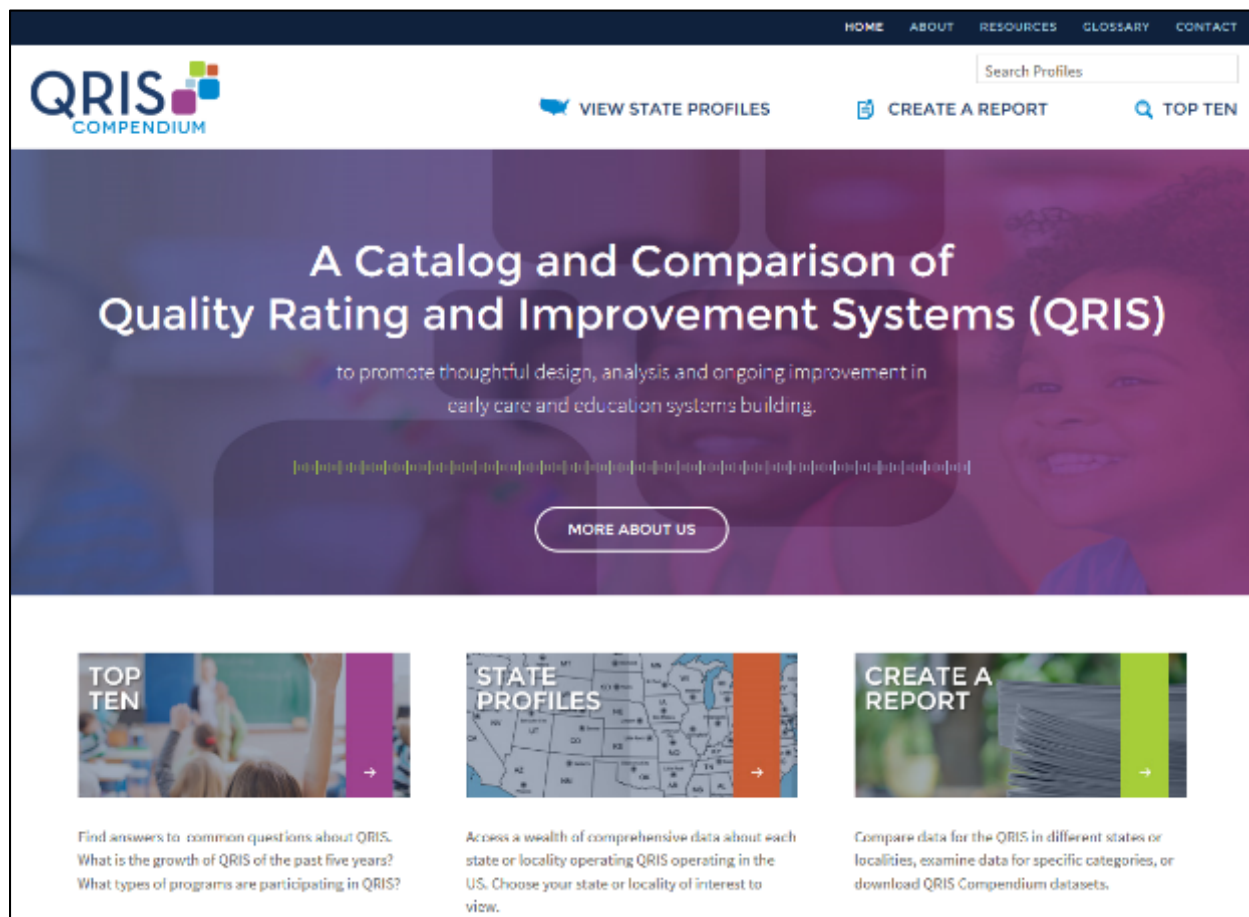 HOME ABOUT RESOURCES GLOSSARY CONTACT
Search Profiles
QRIS
COMPENDIUM
VIEW STATE PROFILES
CREATE A REPORT
TOP TEN
A Catalog and Comparison of
Quality Rating and Improvement Systems (QRIS)
to promote thoughtful design, analysis and ongoing improvement in
early care and education systems building.
MORE ABOUT US
TOP
TEN
STATE
PROFILES
CREATE A
REPORT
Find answers to common questions about QRIS.
What is the growth of QRIS of the past five years?
What types of programs are participating in QRIS?
Access a wealth of comprehensive data about each
state or locality operating QRIS operating in the
US. Choose your state or locality of interest to
view.
Compare data for the QRIS in different states or
localities, examine data for specific categories, or
download QRIS Compendium datasets.